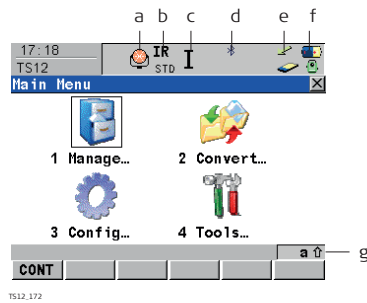 a b c d e f
17:18
IR
STD
TS12
Main Menu
1 Manage…
2 Convert…
3 Config…
4 Tools…
a
g
CONT
TS12_172